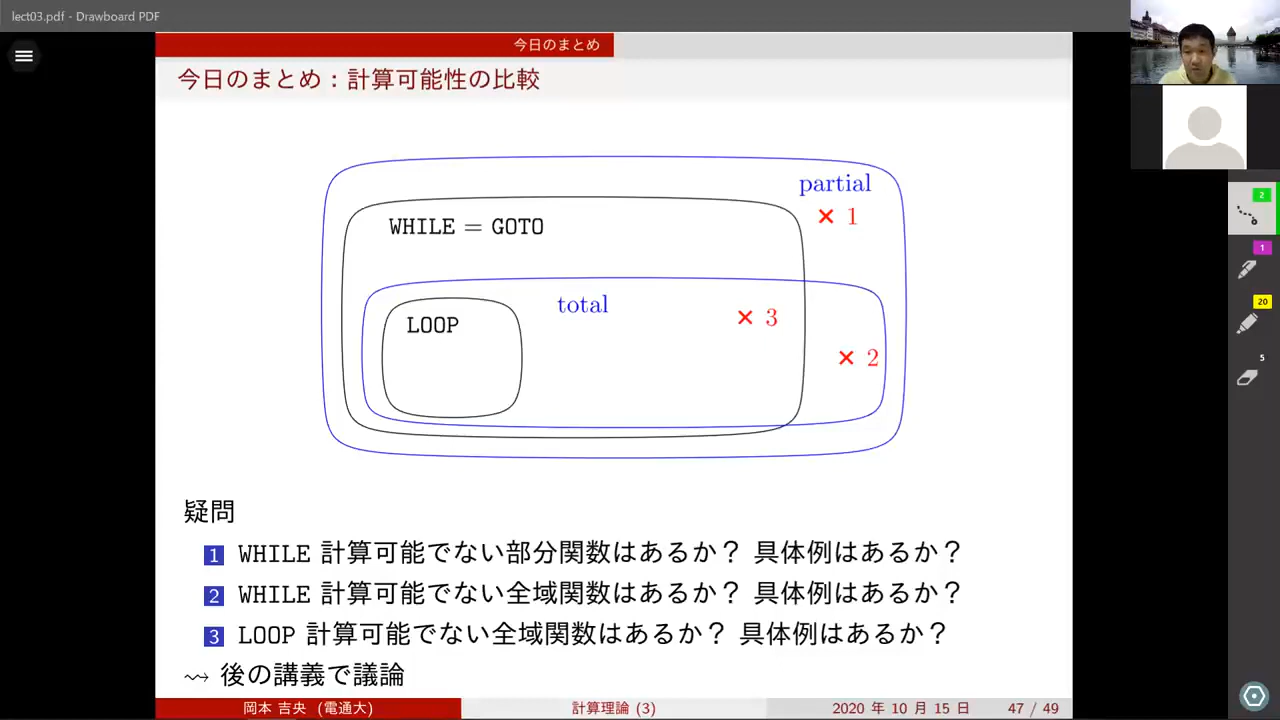 lect03.pdf - Drawboard PDF
今日のまとめ
今日のまとめ：計算可能性の比較
partial
× 1
WHILE = GOTO
total
× 3
LOOP
× 2
疑問
1 WHILE 計算可能でない部分関数はあるか？ 具体例はあるか？
2 WHILE 計算可能でない全域関数はあるか？ 具体例はあるか？
3 LOOP 計算可能でない全域関数はあるか？ 具体例はあるか？
⇝ 後の講義で議論
岡本 吉央 (電通大) 計算理論 (3) 2020 年 10 月 15 日 47 / 49
2
1
20
5